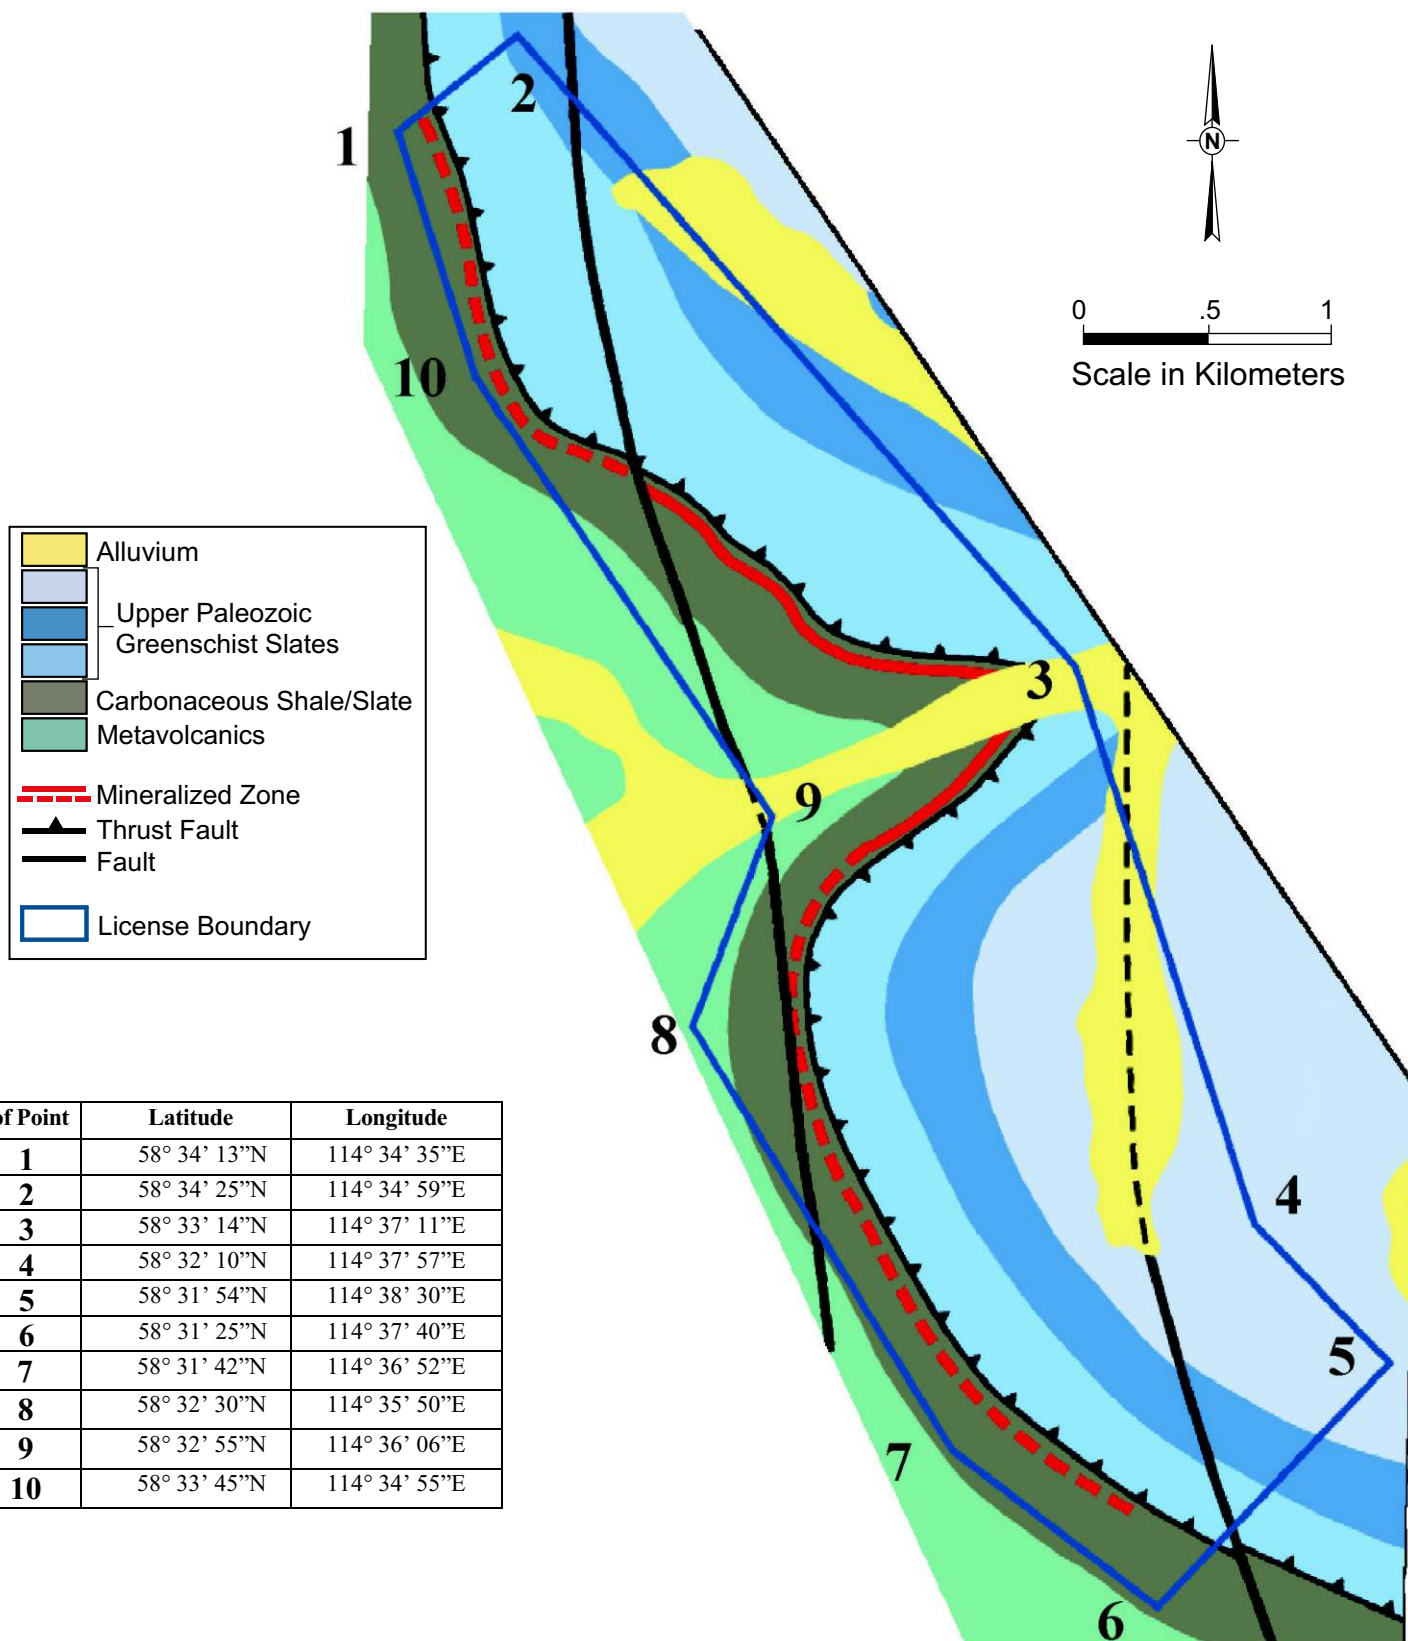 2
1
N
0 .5 1
Scale in Kilometers
10
Alluvium
Upper Paleozoic
Greenschist Slates
Carbonaceous Shale/Slate
Metavolcanics
Mineralized Zone
Thrust Fault
Fault
License Boundary
3
9
8
4
5
7
6
of Point Latitude Longitude
1 58° 34’ 13”N 114° 34’ 35”E
2 58° 34’ 25”N 114° 34’ 59”E
3 58° 33’ 14”N 114° 37’ 11”E
4 58° 32’ 10”N 114° 37’ 57”E
5 58° 31’ 54”N 114° 38’ 30”E
6 58° 31’ 25”N 114° 37’ 40”E
7 58° 31’ 42”N 114° 36’ 52”E
8 58° 32’ 30”N 114° 35’ 50”E
9 58° 32’ 55”N 114° 36’ 06”E
10 58° 33’ 45”N 114° 34’ 55”E